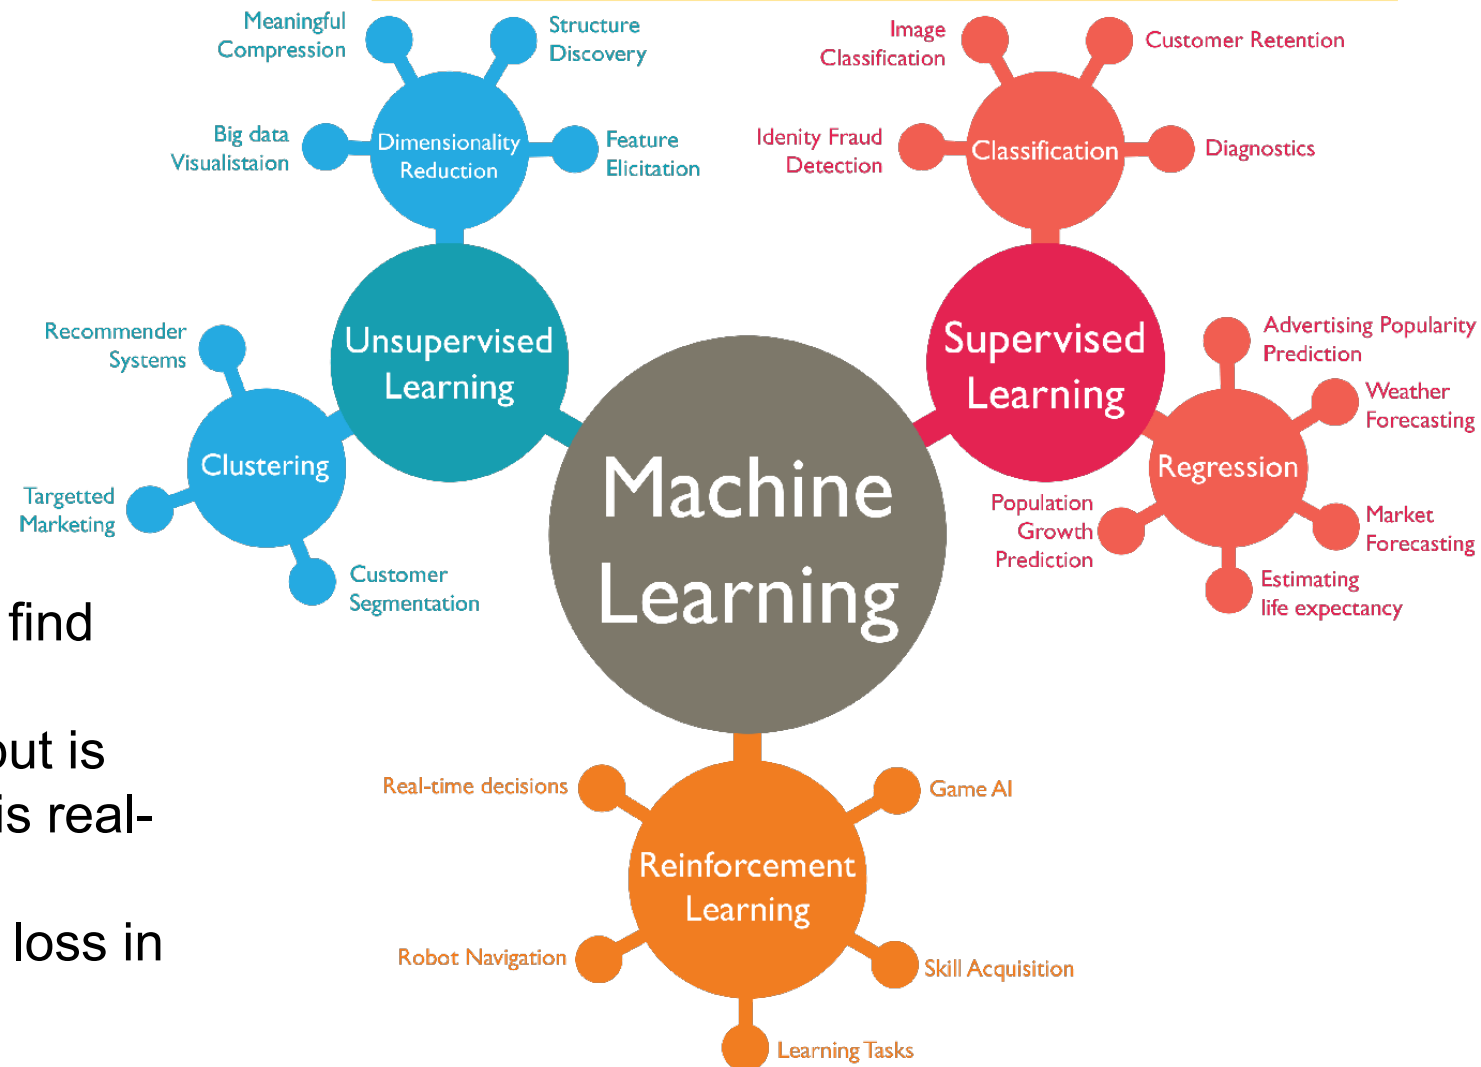 Meaningful
Compression
Structure
Discovery
Big data
Visualistaion
Dimensionality
Reduction
Feature
Elicitation
Image
Classification
Customer Retention
Idenity Fraud
Detection
Classification
Diagnostics
Unsupervised
Learning
Supervised
Learning
Recommender
Systems
Clustering
Targetted
Marketing
Customer
Segmentation
Advertising Popularity
Prediction
Weather
Forecasting
Regression
Population
Growth
Prediction
Market
Forecasting
Estimating
life expectancy
Machine
Learning
find
out is
is real-
loss in
Real-time decisions
Game AI
Reinforcement
Learning
Robot Navigation
Skill Acquisition
Learning Tasks